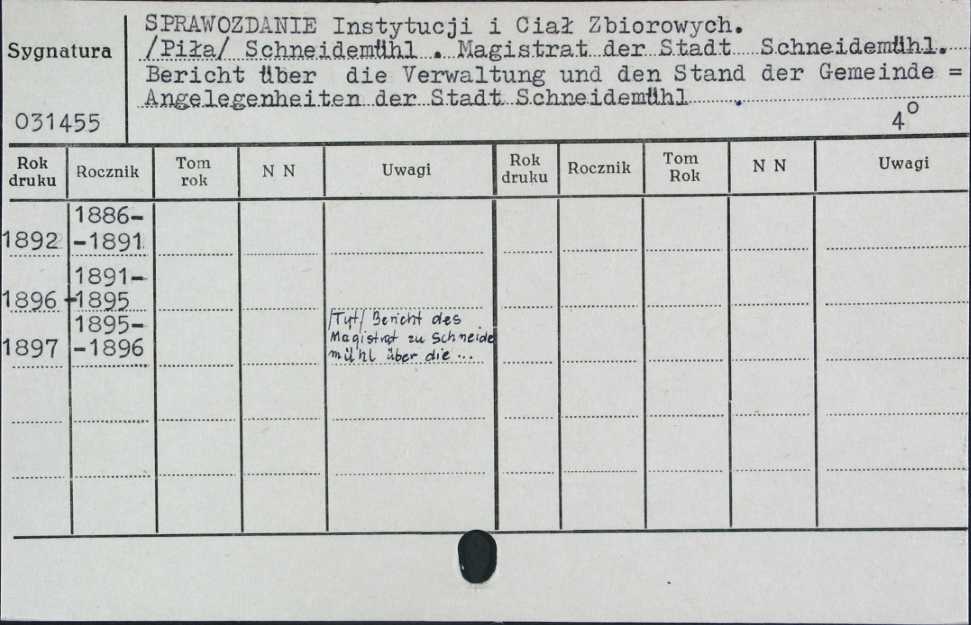 SPRAWOZDANIE Instytucji i Ciał Zbiorowych.
Sygnatura
/Piła/ Schneidemühl . Magistrat der Stadt Schneidemühl.
Bericht über die Verwaltung und den Stand der Gemeinde =
Angelegenheiten der Stadt Schneidemühl
031455
4o
Rok druku Rocznik Tom rok N N Uwagi Rok druku Rocznik Tom Rok N N Uwagi
1886-
1892 -1891
1891-
1896 -1895
1895-
1897 -1896
/Tyt/ Bericht des
Magistrat zu Schneide
mühl über die ...